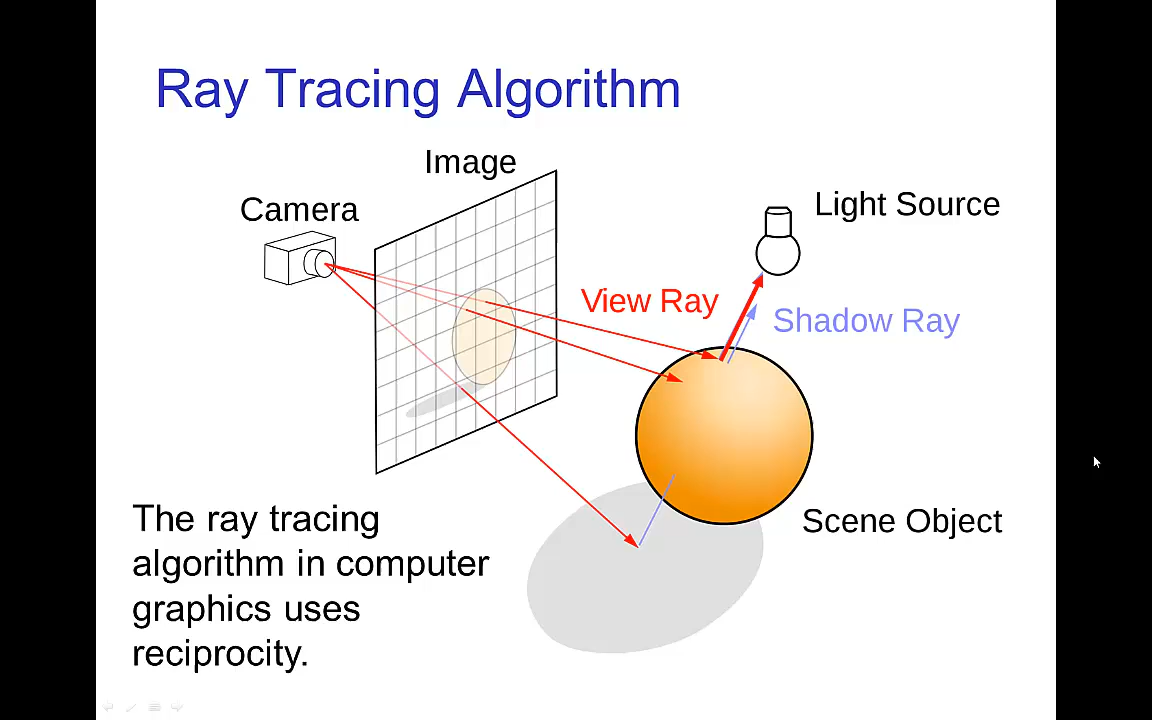 Ray Tracing Algorithm
Image
Camera
Light Source
View Ray
Shadow Ray
Scene Object
The ray tracing
algorithm in computer
graphics uses
reciprocity.